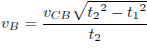 v_B = \frac{v_{CB}\sqrt{{t_2}^2 - {t_1}^2}}{t_2}